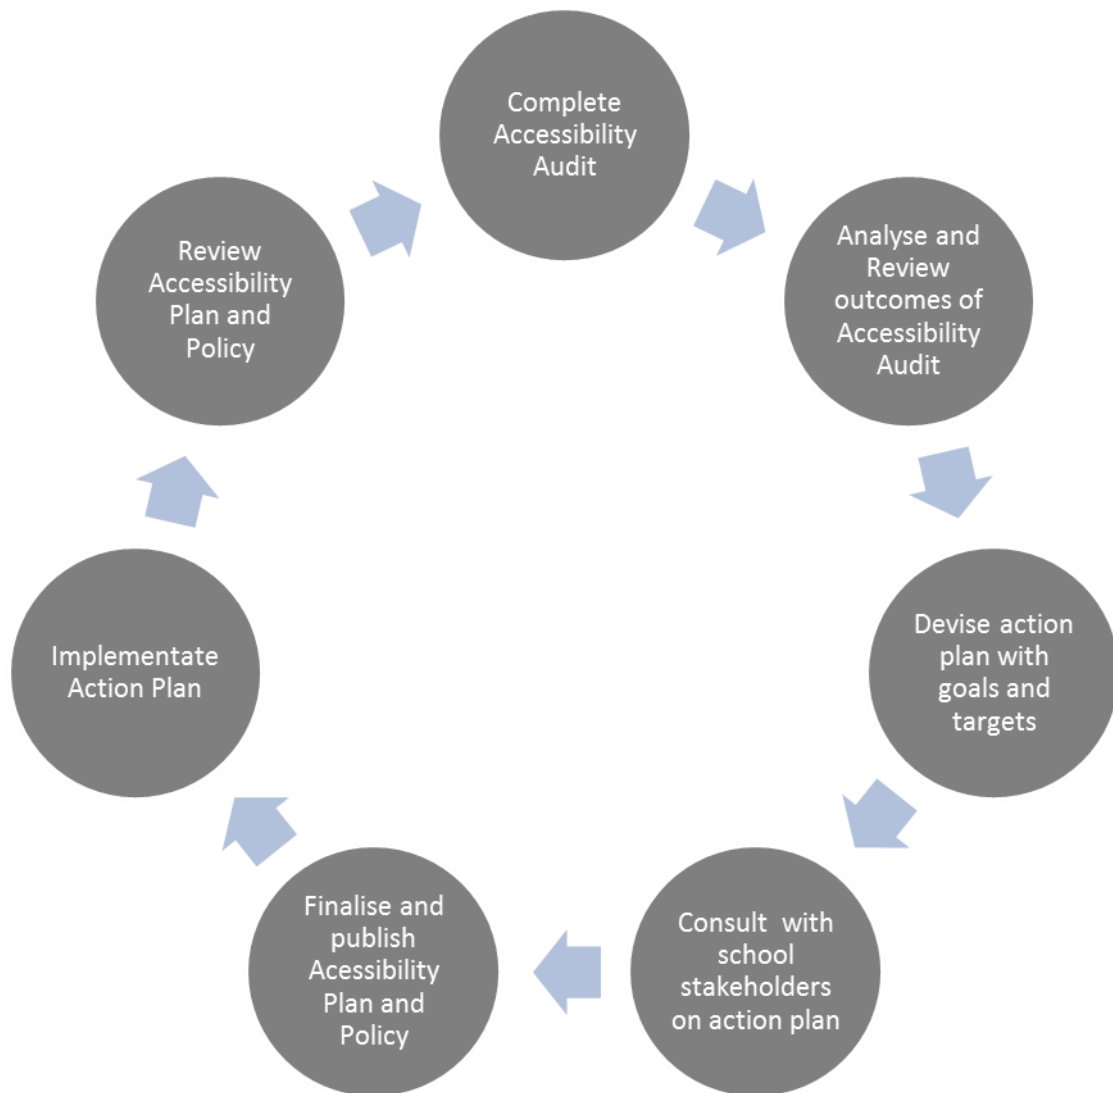 Complete
Accessibility
Audit
Analyse and
Review
outcomes of
Accessibility
Audit
Devise action
plan with
goals and
targets
Consult  with
school
stakeholders
on action plan
Finalise and
publish
Acessibility
Plan and
Policy
Implementate
Action Plan
Review
Accessibility
Plan and
Policy